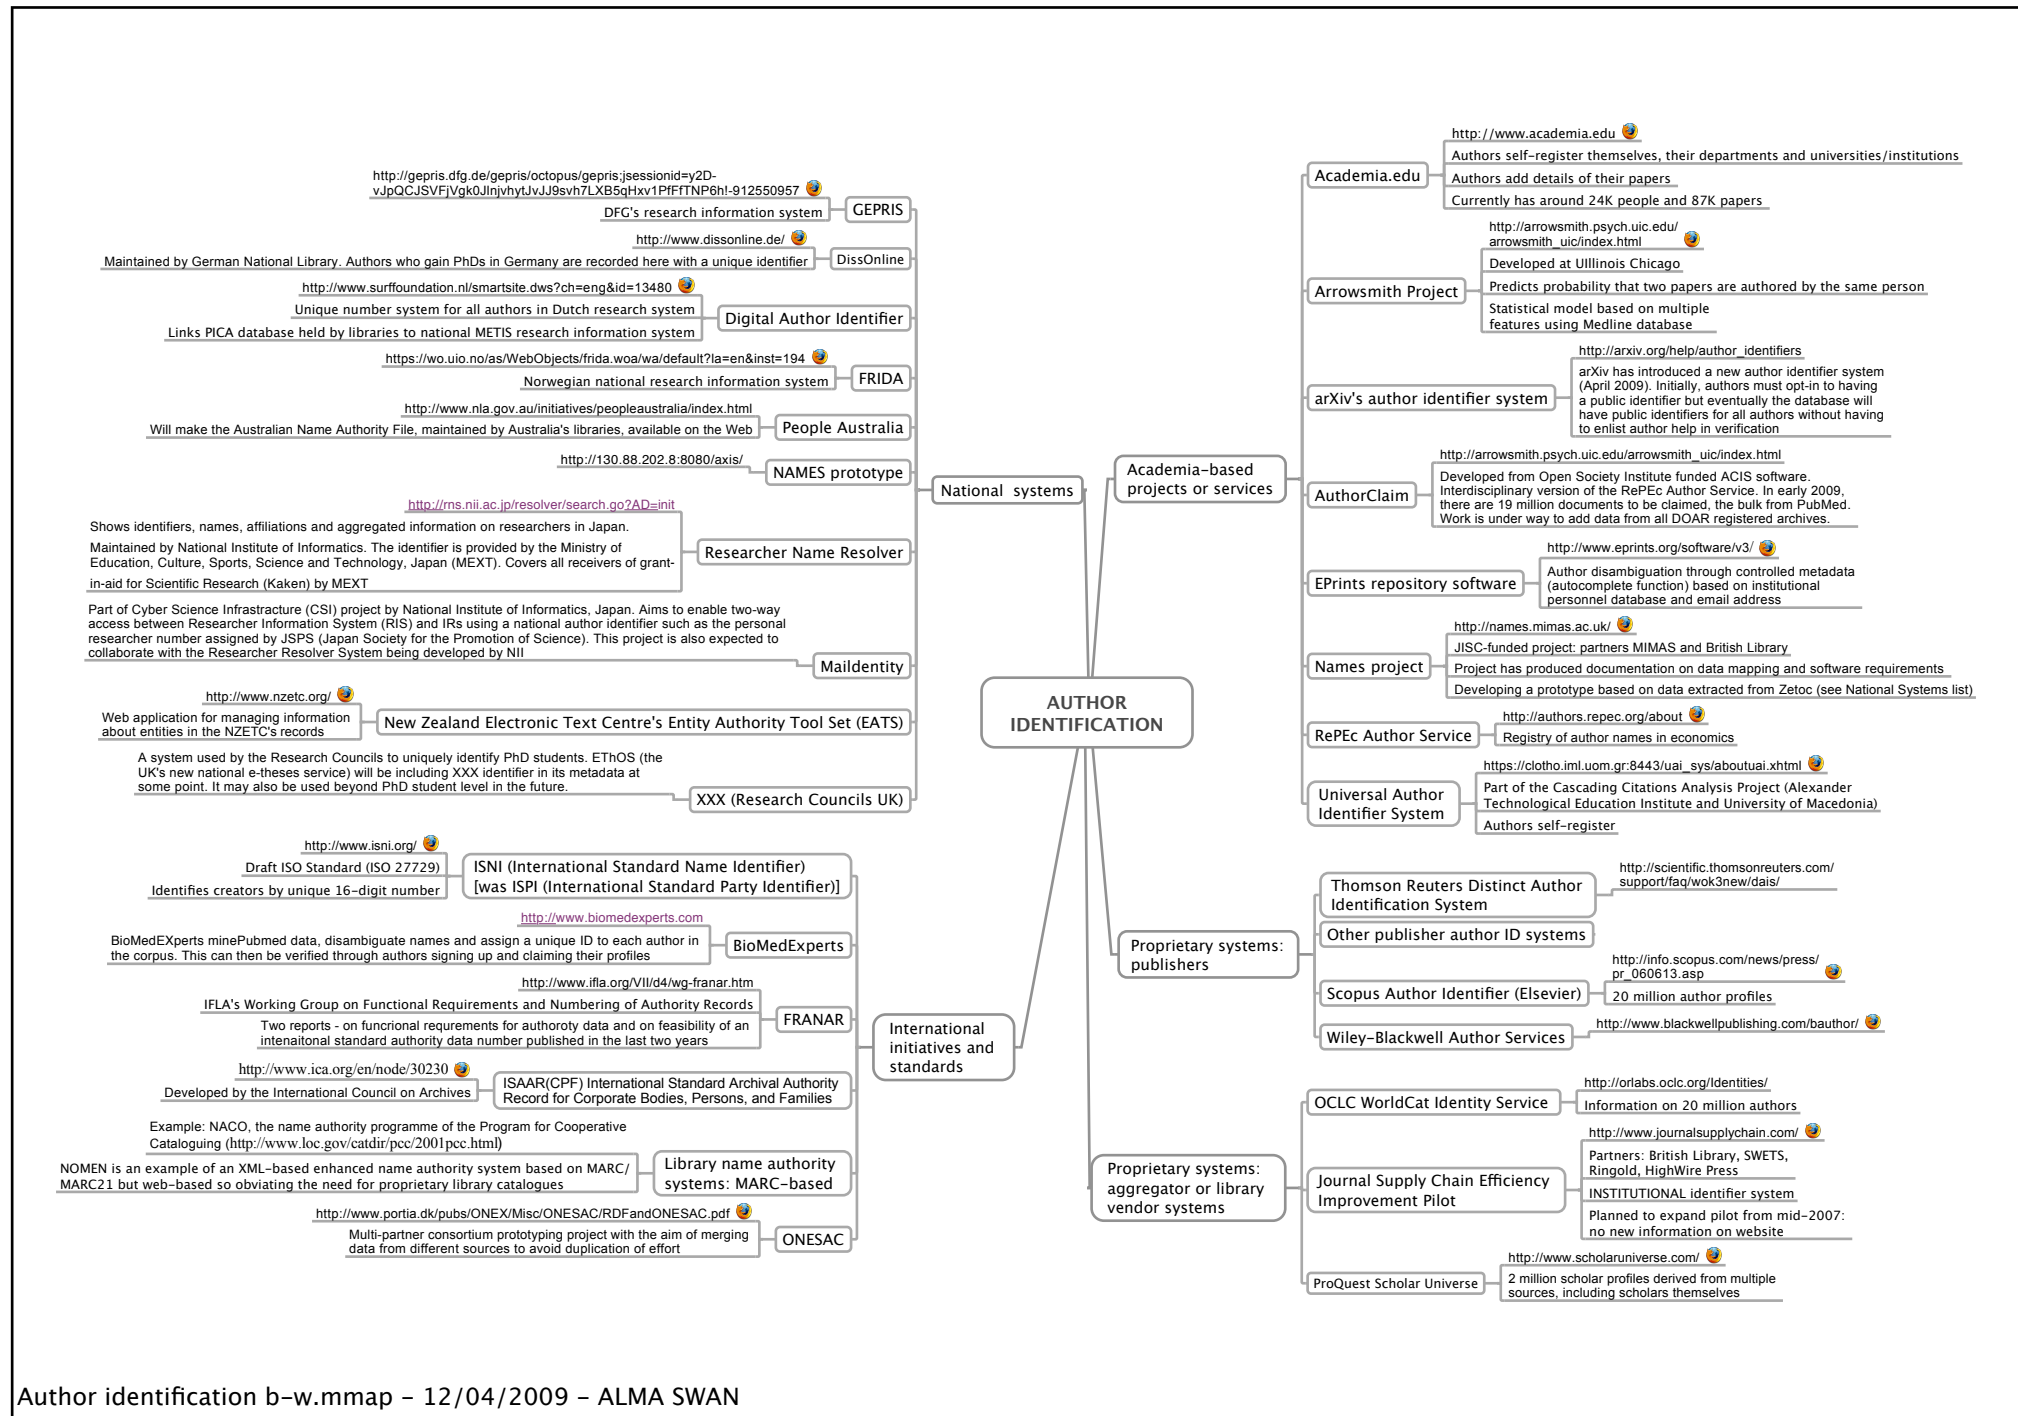 AUTHOR
IDENTIFICATION
National  systems
http://gepris.dfg.de/gepris/octopus/gepris;jsessionid=y2D-
vJpQCJSVFjVgk0JInjvhytJvJJ9svh7LXB5qHxv1PfFfTNP6h!-912550957
DFG's research information system
GEPRIS
http://www.dissonline.de/
Maintained by German National Library. Authors who gain PhDs in Germany are recorded here with a unique identifier
DissOnline
http://www.surffoundation.nl/smartsite.dws?ch=eng&id=13480
Unique number system for all authors in Dutch research system
Links PICA database held by libraries to national METIS research information system
Digital Author Identifier
https://wo.uio.no/as/WebObjects/frida.woa/wa/default?la=en&inst=194
Norwegian national research information system
FRIDA
http://www.nla.gov.au/initiatives/peopleaustralia/index.html
Will make the Australian Name Authority File, maintained by Australia's libraries, available on the Web
People Australia
http://130.88.202.8:8080/axis/
NAMES prototype
http://rns.nii.ac.jp/resolver/search.go?AD=init
Shows identifiers, names, affiliations and aggregated information on researchers in Japan.
Maintained by National Institute of Informatics. The identifier is provided by the Ministry of
Education, Culture, Sports, Science and Technology, Japan (MEXT). Covers all receivers of grant-
in-aid for Scientific Research (Kaken) by MEXT
Researcher Name Resolver
Part of Cyber Science Infrastracture (CSI) project by National Institute of Informatics, Japan. Aims to enable two-way
access between Researcher Information System (RIS) and IRs using a national author identifier such as the personal
researcher number assigned by JSPS (Japan Society for the Promotion of Science). This project is also expected to
collaborate with the Researcher Resolver System being developed by NII
MaiIdentity
http://www.nzetc.org/
Web application for managing information
about entities in the NZETC's records
New Zealand Electronic Text Centre's Entity Authority Tool Set (EATS)
A system used by the Research Councils to uniquely identify PhD students. EThOS (the
UK's new national e-theses service) will be including XXX identifier in its metadata at
some point. It may also be used beyond PhD student level in the future.
XXX (Research Councils UK)
International
initiatives and
standards
http://www.isni.org/
Draft ISO Standard (ISO 27729)
Identifies creators by unique 16-digit number
ISNI (International Standard Name Identifier)
[was ISPI (International Standard Party Identifier)]
http://www.biomedexperts.com
BioMedEXperts minePubmed data, disambiguate names and assign a unique ID to each author in
the corpus. This can then be verified through authors signing up and claiming their profiles
BioMedExperts
http://www.ifla.org/VII/d4/wg-franar.htm
IFLA's Working Group on Functional Requirements and Numbering of Authority Records
Two reports - on funcrional requrements for authoroty data and on feasibility of an
intenaitonal standard authority data number published in the last two years
FRANAR
http://www.ica.org/en/node/30230
Developed by the International Council on Archives
ISAAR(CPF) International Standard Archival Authority
Record for Corporate Bodies, Persons, and Families
Example: NACO, the name authority programme of the Program for Cooperative
Cataloguing (http://www.loc.gov/catdir/pcc/2001pcc.html)
NOMEN is an example of an XML-based enhanced name authority system based on MARC/
MARC21 but web-based so obviating the need for proprietary library catalogues
Library name authority
systems: MARC-based
http://www.portia.dk/pubs/ONEX/Misc/ONESAC/RDFandONESAC.pdf
Multi-partner consortium prototyping project with the aim of merging
data from different sources to avoid duplication of effort
ONESAC
Academia-based
projects or services
Academia.edu
http://www.academia.edu
Authors self-register themselves, their departments and universities/institutions
Authors add details of their papers
Currently has around 24K people and 87K papers
Arrowsmith Project
http://arrowsmith.psych.uic.edu/
arrowsmith_uic/index.html
Developed at UIllinois Chicago
Predicts probability that two papers are authored by the same person
Statistical model based on multiple
features using Medline database
arXiv's author identifier system
http://arxiv.org/help/author_identifiers
arXiv has introduced a new author identifier system
(April 2009). Initially, authors must opt-in to having
a public identifier but eventually the database will
have public identifiers for all authors without having
to enlist author help in verification
AuthorClaim
http://arrowsmith.psych.uic.edu/arrowsmith_uic/index.html
Developed from Open Society Institute funded ACIS software.
Interdisciplinary version of the RePEc Author Service. In early 2009,
there are 19 million documents to be claimed, the bulk from PubMed.
Work is under way to add data from all DOAR registered archives.
EPrints repository software
http://www.eprints.org/software/v3/
Author disambiguation through controlled metadata
(autocomplete function) based on institutional
personnel database and email address
Names project
http://names.mimas.ac.uk/
JISC-funded project: partners MIMAS and British Library
Project has produced documentation on data mapping and software requirements
Developing a prototype based on data extracted from Zetoc (see National Systems list)
RePEc Author Service
http://authors.repec.org/about
Registry of author names in economics
Universal Author
Identifier System
https://clotho.iml.uom.gr:8443/uai_sys/aboutuai.xhtml
Part of the Cascading Citations Analysis Project (Alexander
Technological Education Institute and University of Macedonia)
Authors self-register
Proprietary systems:
publishers
Thomson Reuters Distinct Author
Identification System
http://scientific.thomsonreuters.com/
support/faq/wok3new/dais/
Other publisher author ID systems
Scopus Author Identifier (Elsevier)
http://info.scopus.com/news/press/
pr_060613.asp
20 million author profiles
Wiley-Blackwell Author Services
http://www.blackwellpublishing.com/bauthor/
Proprietary systems:
aggregator or library
vendor systems
OCLC WorldCat Identity Service
http://orlabs.oclc.org/Identities/
Information on 20 million authors
Journal Supply Chain Efficiency
Improvement Pilot
http://www.journalsupplychain.com/
Partners: British Library, SWETS,
Ringold, HighWire Press
INSTITUTIONAL identifier system
Planned to expand pilot from mid-2007:
no new information on website
ProQuest Scholar Universe
http://www.scholaruniverse.com/
2 million scholar profiles derived from multiple
sources, including scholars themselves
Author identification b-w.mmap - 12/04/2009 - ALMA SWAN